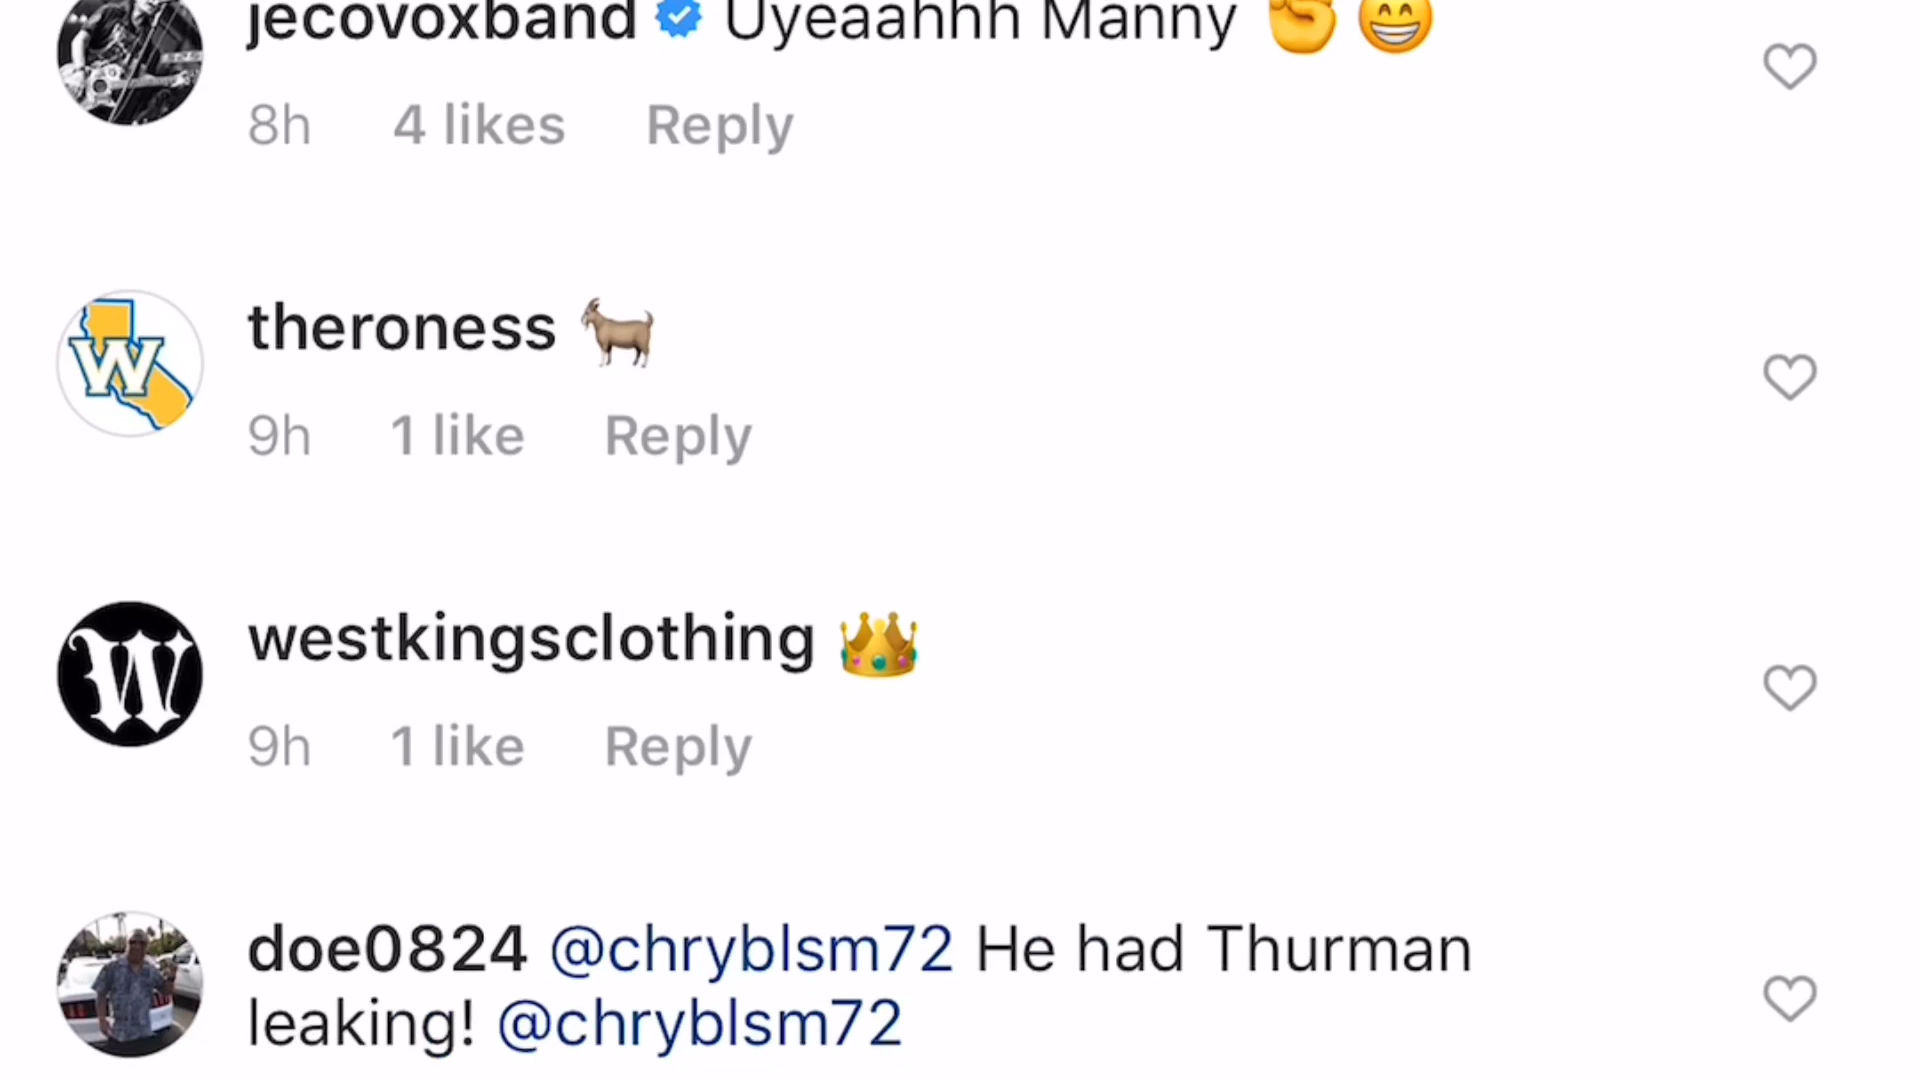 jecovoxband Uyeaahhh Manny ✊😁
8h 4 likes Reply
theroness 🐐
W
9h 1 like Reply
westkingsclothing 👑
W
9h 1 like Reply
doe0824 @chryblsm72 He had Thurman
leaking! @chryblsm72